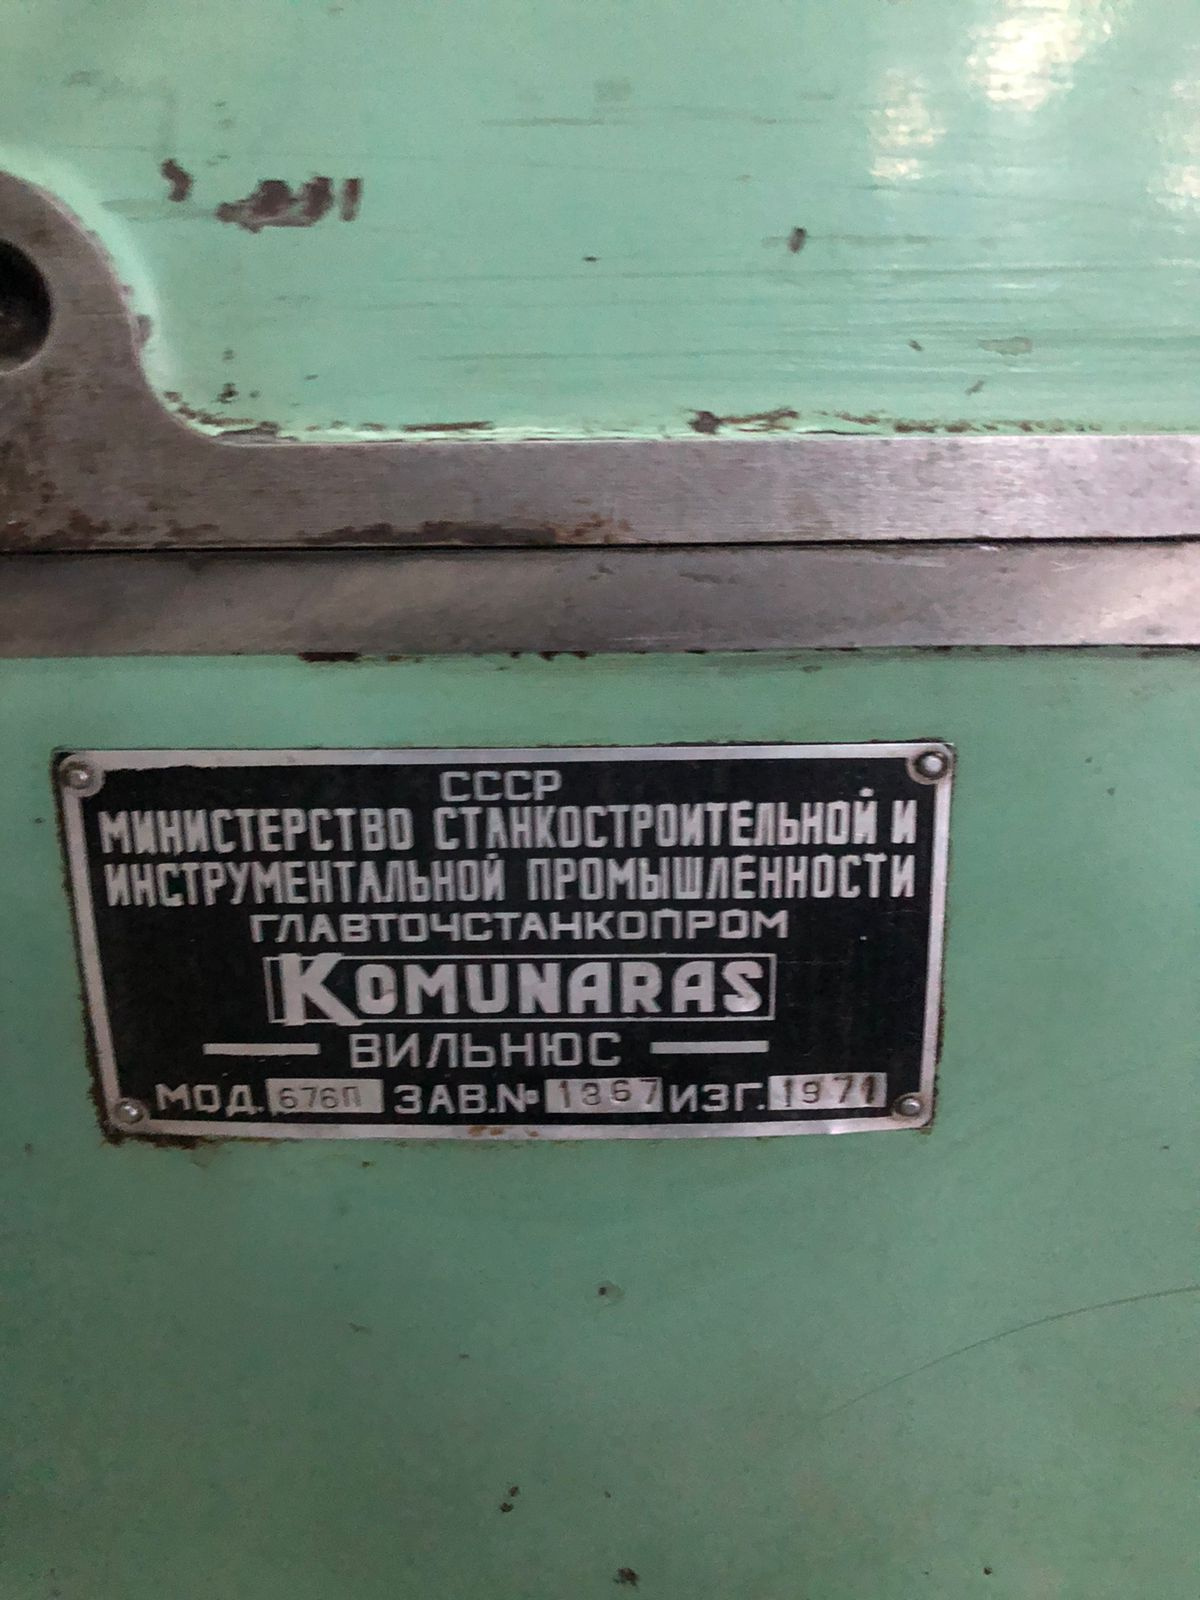 СССР
МИНИСТЕРСТВО СТАНКОСТРОИТЕЛЬНОЙ И
ИНСТРУМЕНТАЛЬНОЙ ПРОМЫШЛЕННОСТИ
ГЛАВТОЧСТАНКОПРОМ
KOMUNARAS
ВИЛЬНЮС
МОД. 676П ЗАВ.№ 1367 ИЗГ. 1971